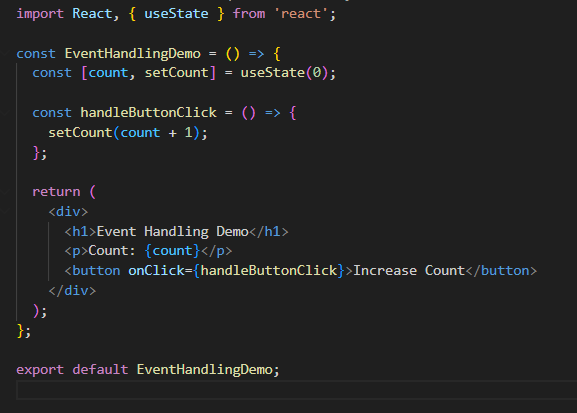 import React, { useState } from 'react';
const EventHandlingDemo = () => {
const [count, setCount] = useState(0);
const handleButtonClick = () => {
setCount(count + 1);
};
return (
<div>
<h1>Event Handling Demo</h1>
<p>Count: {count}</p>
<button onClick={handleButtonClick}>Increase Count</button>
</div>
);
};
export default EventHandlingDemo;